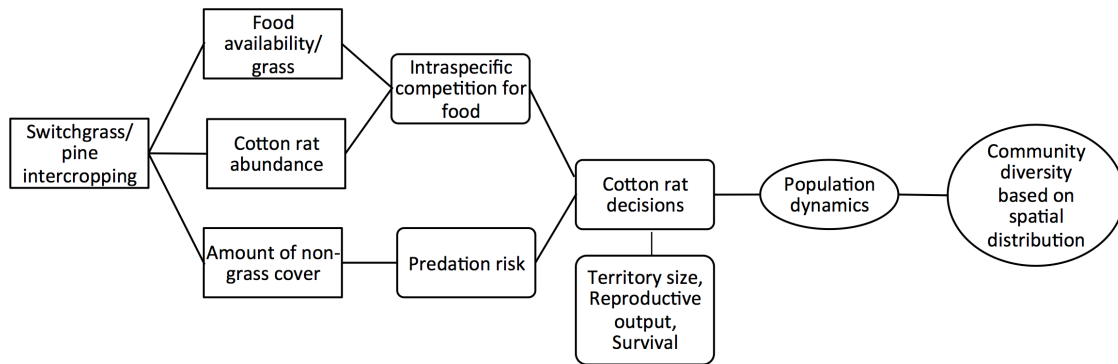 Food
availability/
grass
Intraspecific
competition for
food
Switchgrass/
pine
intercropping
Cotton rat
abundance
Amount of non-
grass cover
Predation risk
Cotton rat
decisions
Territory size,
Reproductive
output,
Survival
Population
dynamics
Community
diversity
based on
spatial
distribution